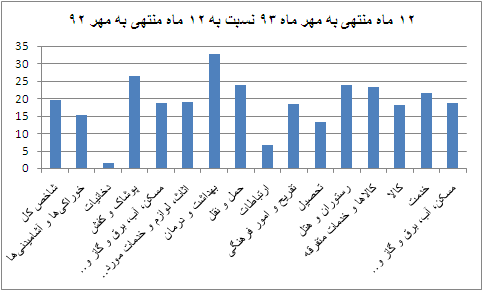 ۱۲ ماه منتهی به مهر ماه ۹۳ نسبت به ۱۲ ماه منتهی به مهر ۹۲
35
30
25
20
15
10
5
0
شاخص کل
خوراکی‌ها و آشامیدنی‌ها
دخانیات
پوشاک و کفش
مسکن، آب، برق و گاز و..
اثاث، لوازم و خدمات مورد..
بهداشت و درمان
حمل و نقل
ارتباطات
تفریح و امور فرهنگی
تحصیل
رستوران و هتل
کالاها و خدمات متفرقه
کالا
خدمت
مسکن، آب، برق و گاز و..